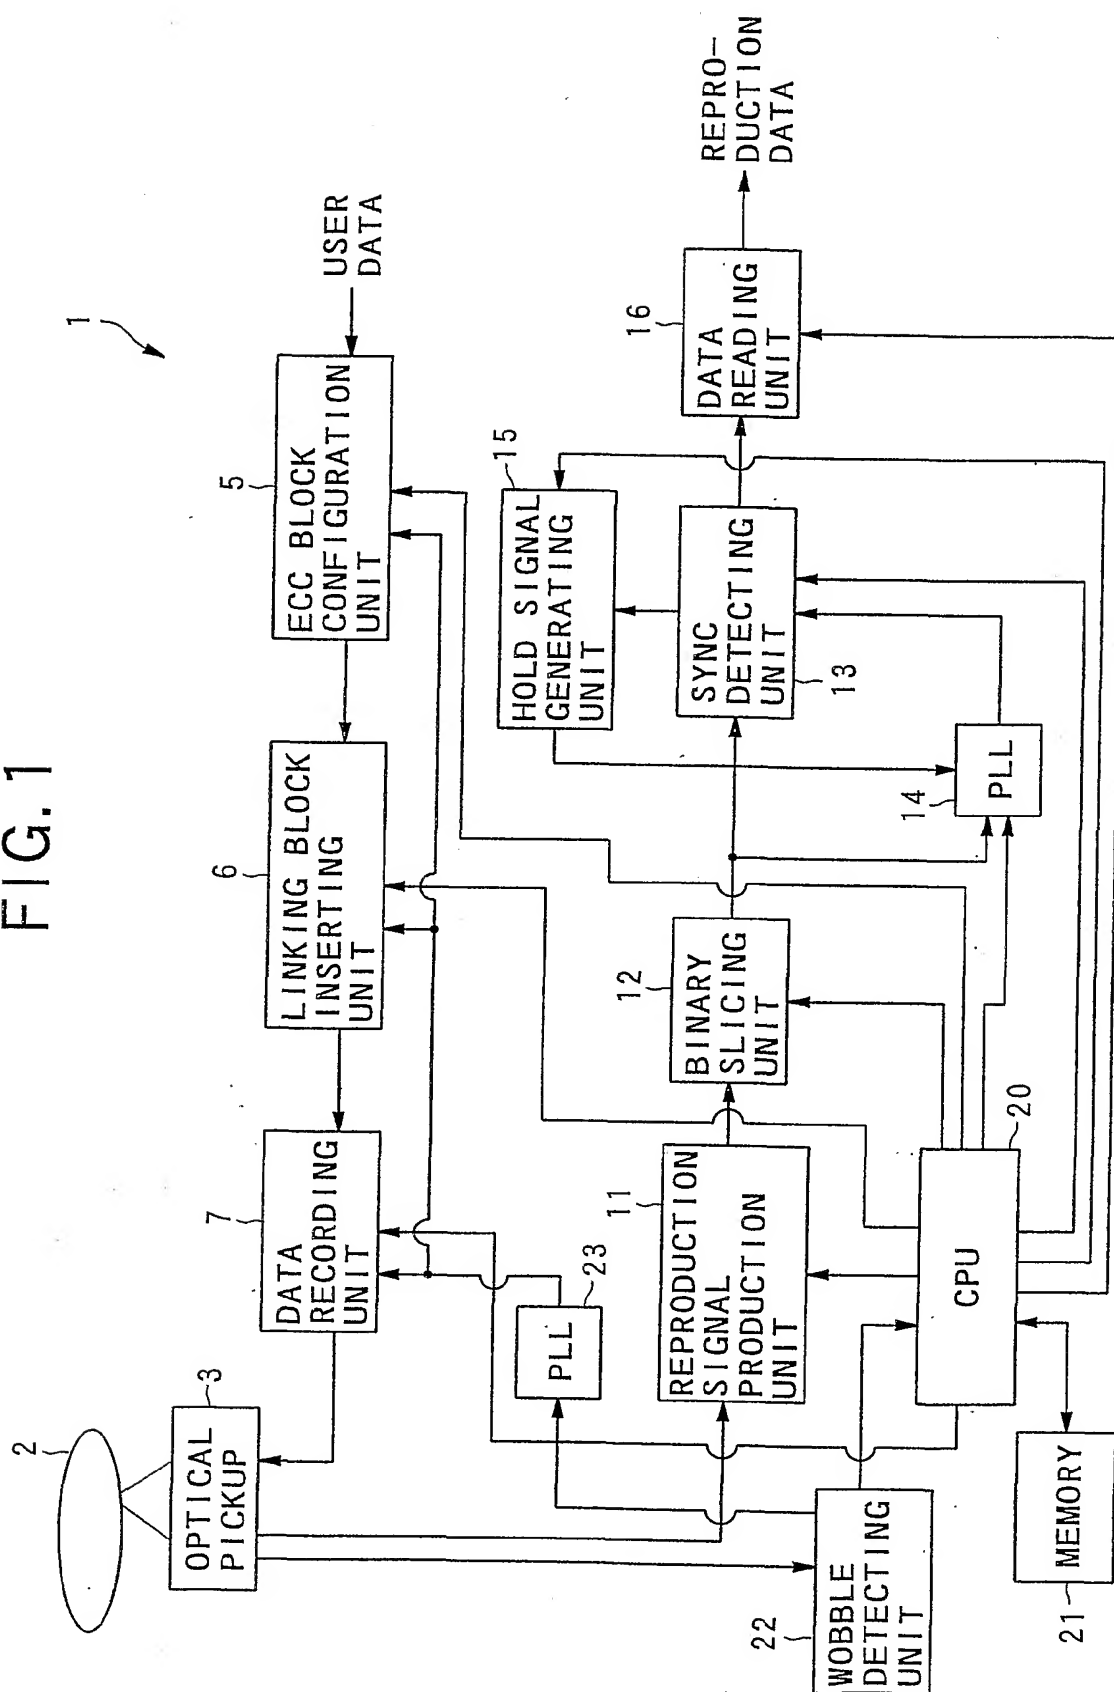 FIG. 1
1
2
3
OPTICAL
PICKUP
7
DATA
RECORDING
UNIT
6
LINKING BLOCK
INSERTING
UNIT
5
ECC BLOCK
CONFIGURATION
UNIT
USER
DATA
PLL
23
11
REPRODUCTION
SIGNAL
PRODUCTION
UNIT
12
BINARY
SLICING
UNIT
15
HOLD SIGNAL
GENERATING
UNIT
SYNC
DETECTING
UNIT
13
16
DATA
READING
UNIT
REPRO-
DUCTION
DATA
14
PLL
22
WOBBLE
DETECTING
UNIT
CPU
20
MEMORY
21